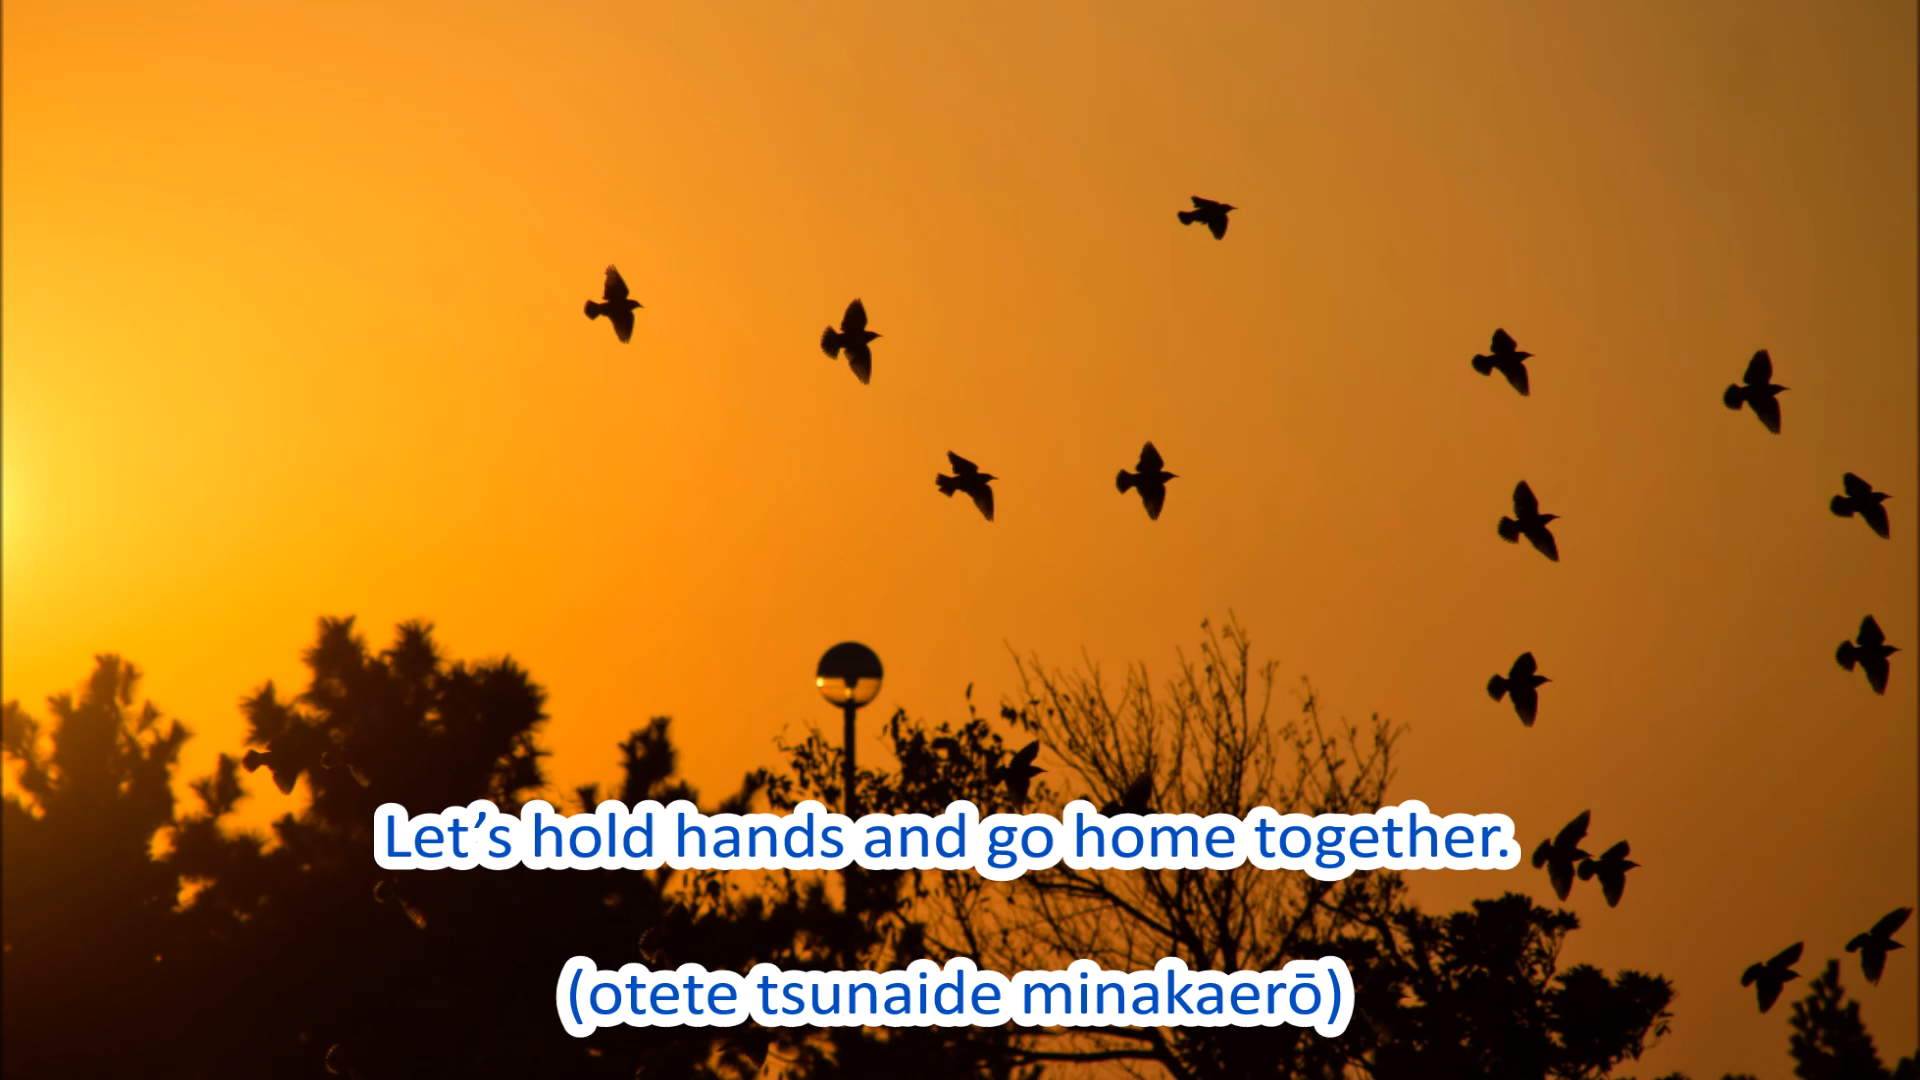 Let’s hold hands and go home together.
(otete tsunaide minakaerō)